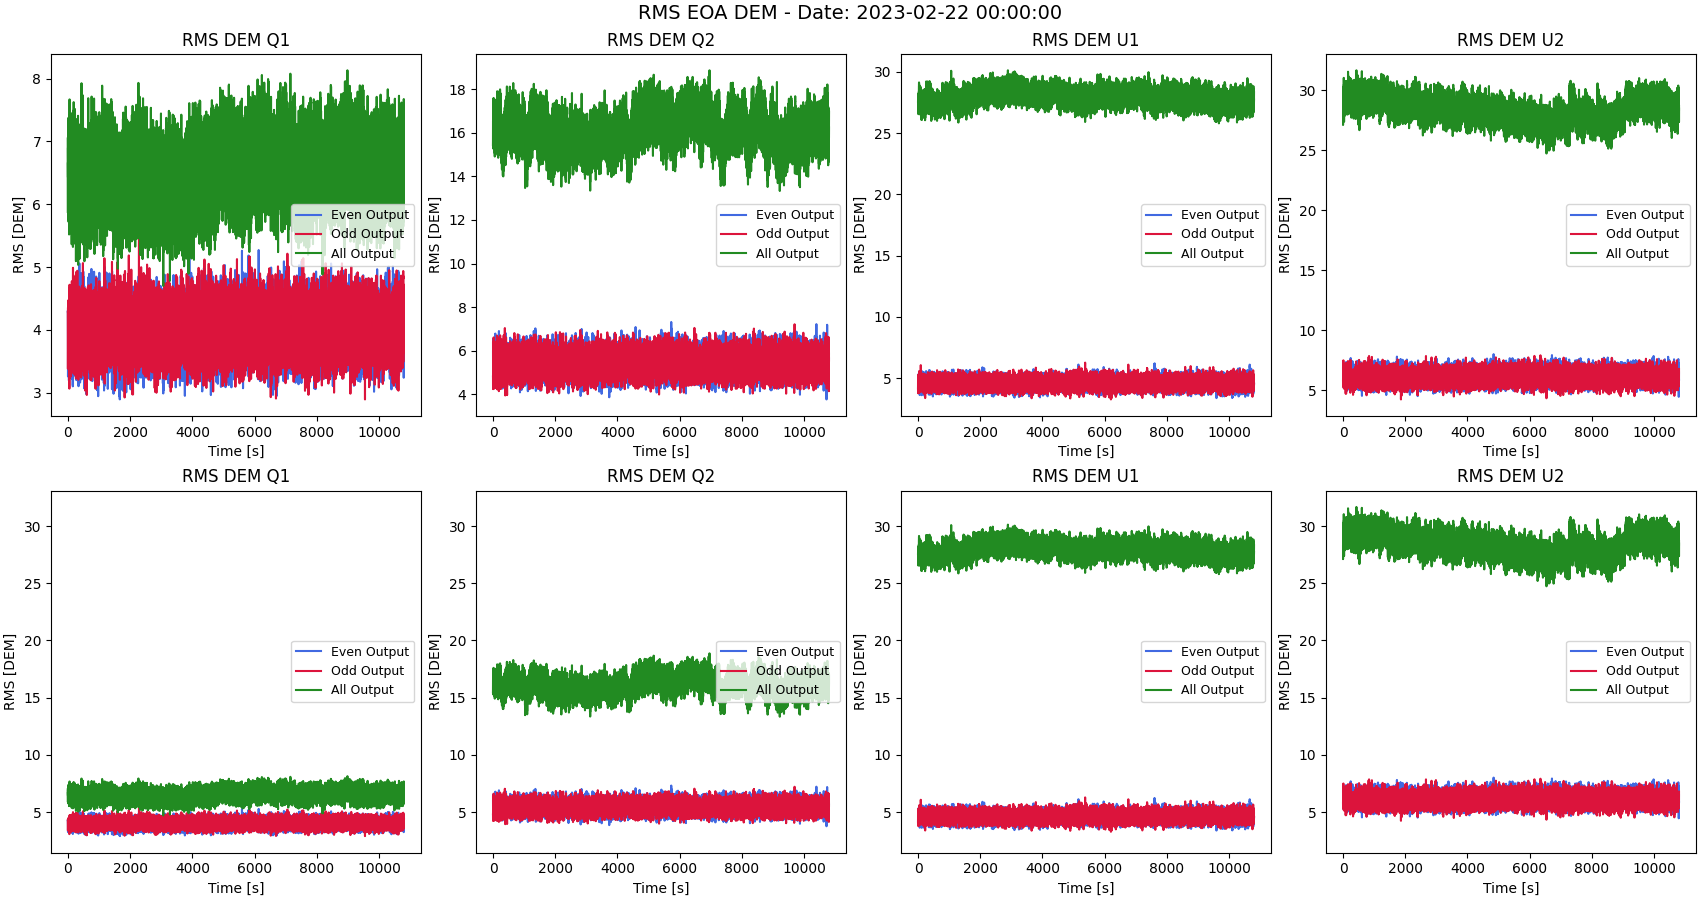 RMS EOA DEM - Date: 2023-02-22 00:00:00
RMS DEM Q1
RMS [DEM]
8
7
6
5
4
3
Even Output
Odd Output
All Output
0 2000 4000 6000 8000 10000
Time [s]
RMS DEM Q2
RMS [DEM]
18
16
14
12
10
8
6
4
Even Output
Odd Output
All Output
0 2000 4000 6000 8000 10000
Time [s]
RMS DEM U1
RMS [DEM]
30
25
20
15
10
5
Even Output
Odd Output
All Output
0 2000 4000 6000 8000 10000
Time [s]
RMS DEM U2
RMS [DEM]
30
25
20
15
10
5
Even Output
Odd Output
All Output
0 2000 4000 6000 8000 10000
Time [s]
RMS DEM Q1
RMS [DEM]
30
25
20
15
10
5
Even Output
Odd Output
All Output
0 2000 4000 6000 8000 10000
Time [s]
RMS DEM Q2
RMS [DEM]
30
25
20
15
10
5
Even Output
Odd Output
All Output
0 2000 4000 6000 8000 10000
Time [s]
RMS DEM U1
RMS [DEM]
30
25
20
15
10
5
Even Output
Odd Output
All Output
0 2000 4000 6000 8000 10000
Time [s]
RMS DEM U2
RMS [DEM]
30
25
20
15
10
5
Even Output
Odd Output
All Output
0 2000 4000 6000 8000 10000
Time [s]